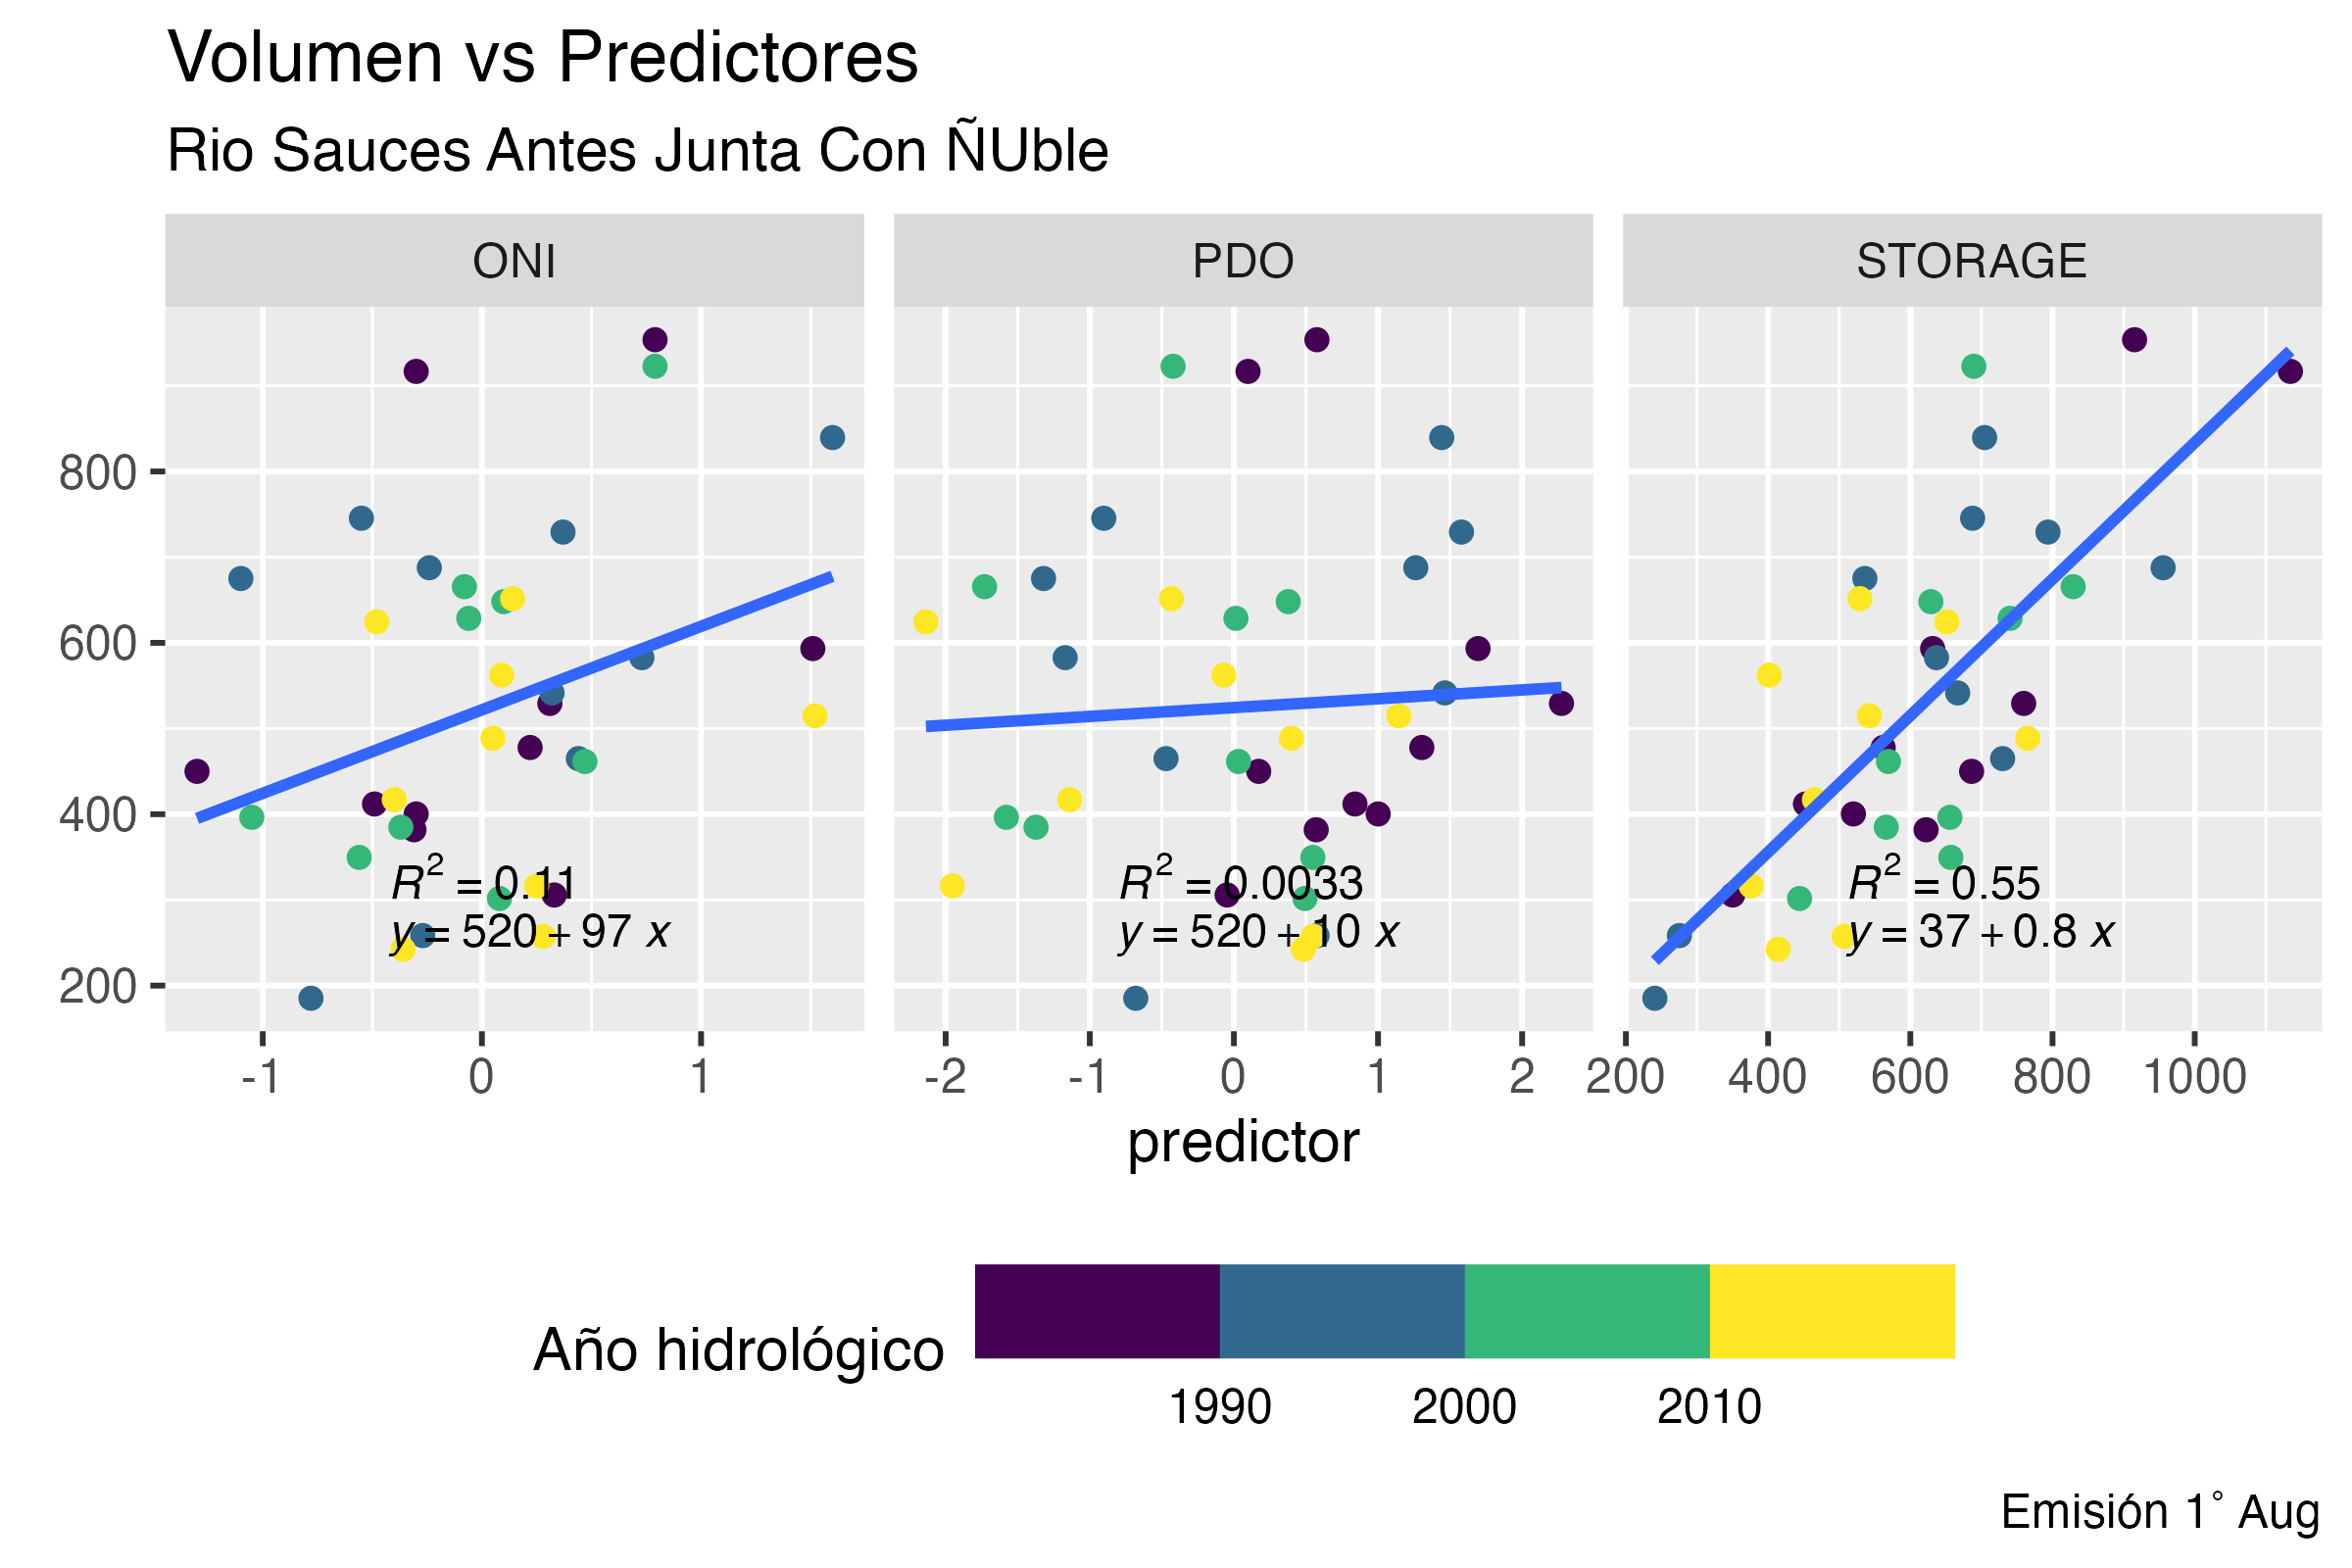 Volumen vs Predictores
Rio Sauces Antes Junta Con ÑUble
ONI PDO STORAGE
800
600
400
200
R² = 0.11
y = 520 + 97 x
R² = 0.0033
y = 520 + 10 x
R² = 0.55
y = 37 + 0.8 x
-1 0 1 -2 -1 0 1 2 200 400 600 800 1000
predictor
Año hidrológico
1990 2000 2010
Emisión 1° Aug